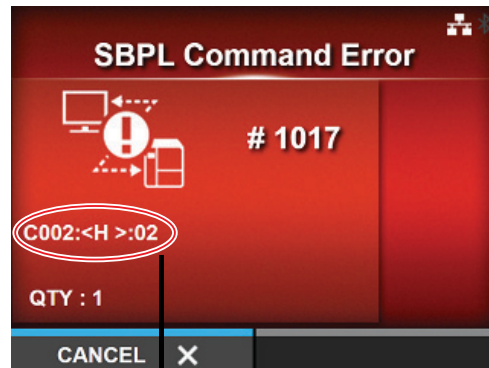 SBPL Command Error
# 1017
C002:<H >:02
QTY : 1
CANCEL